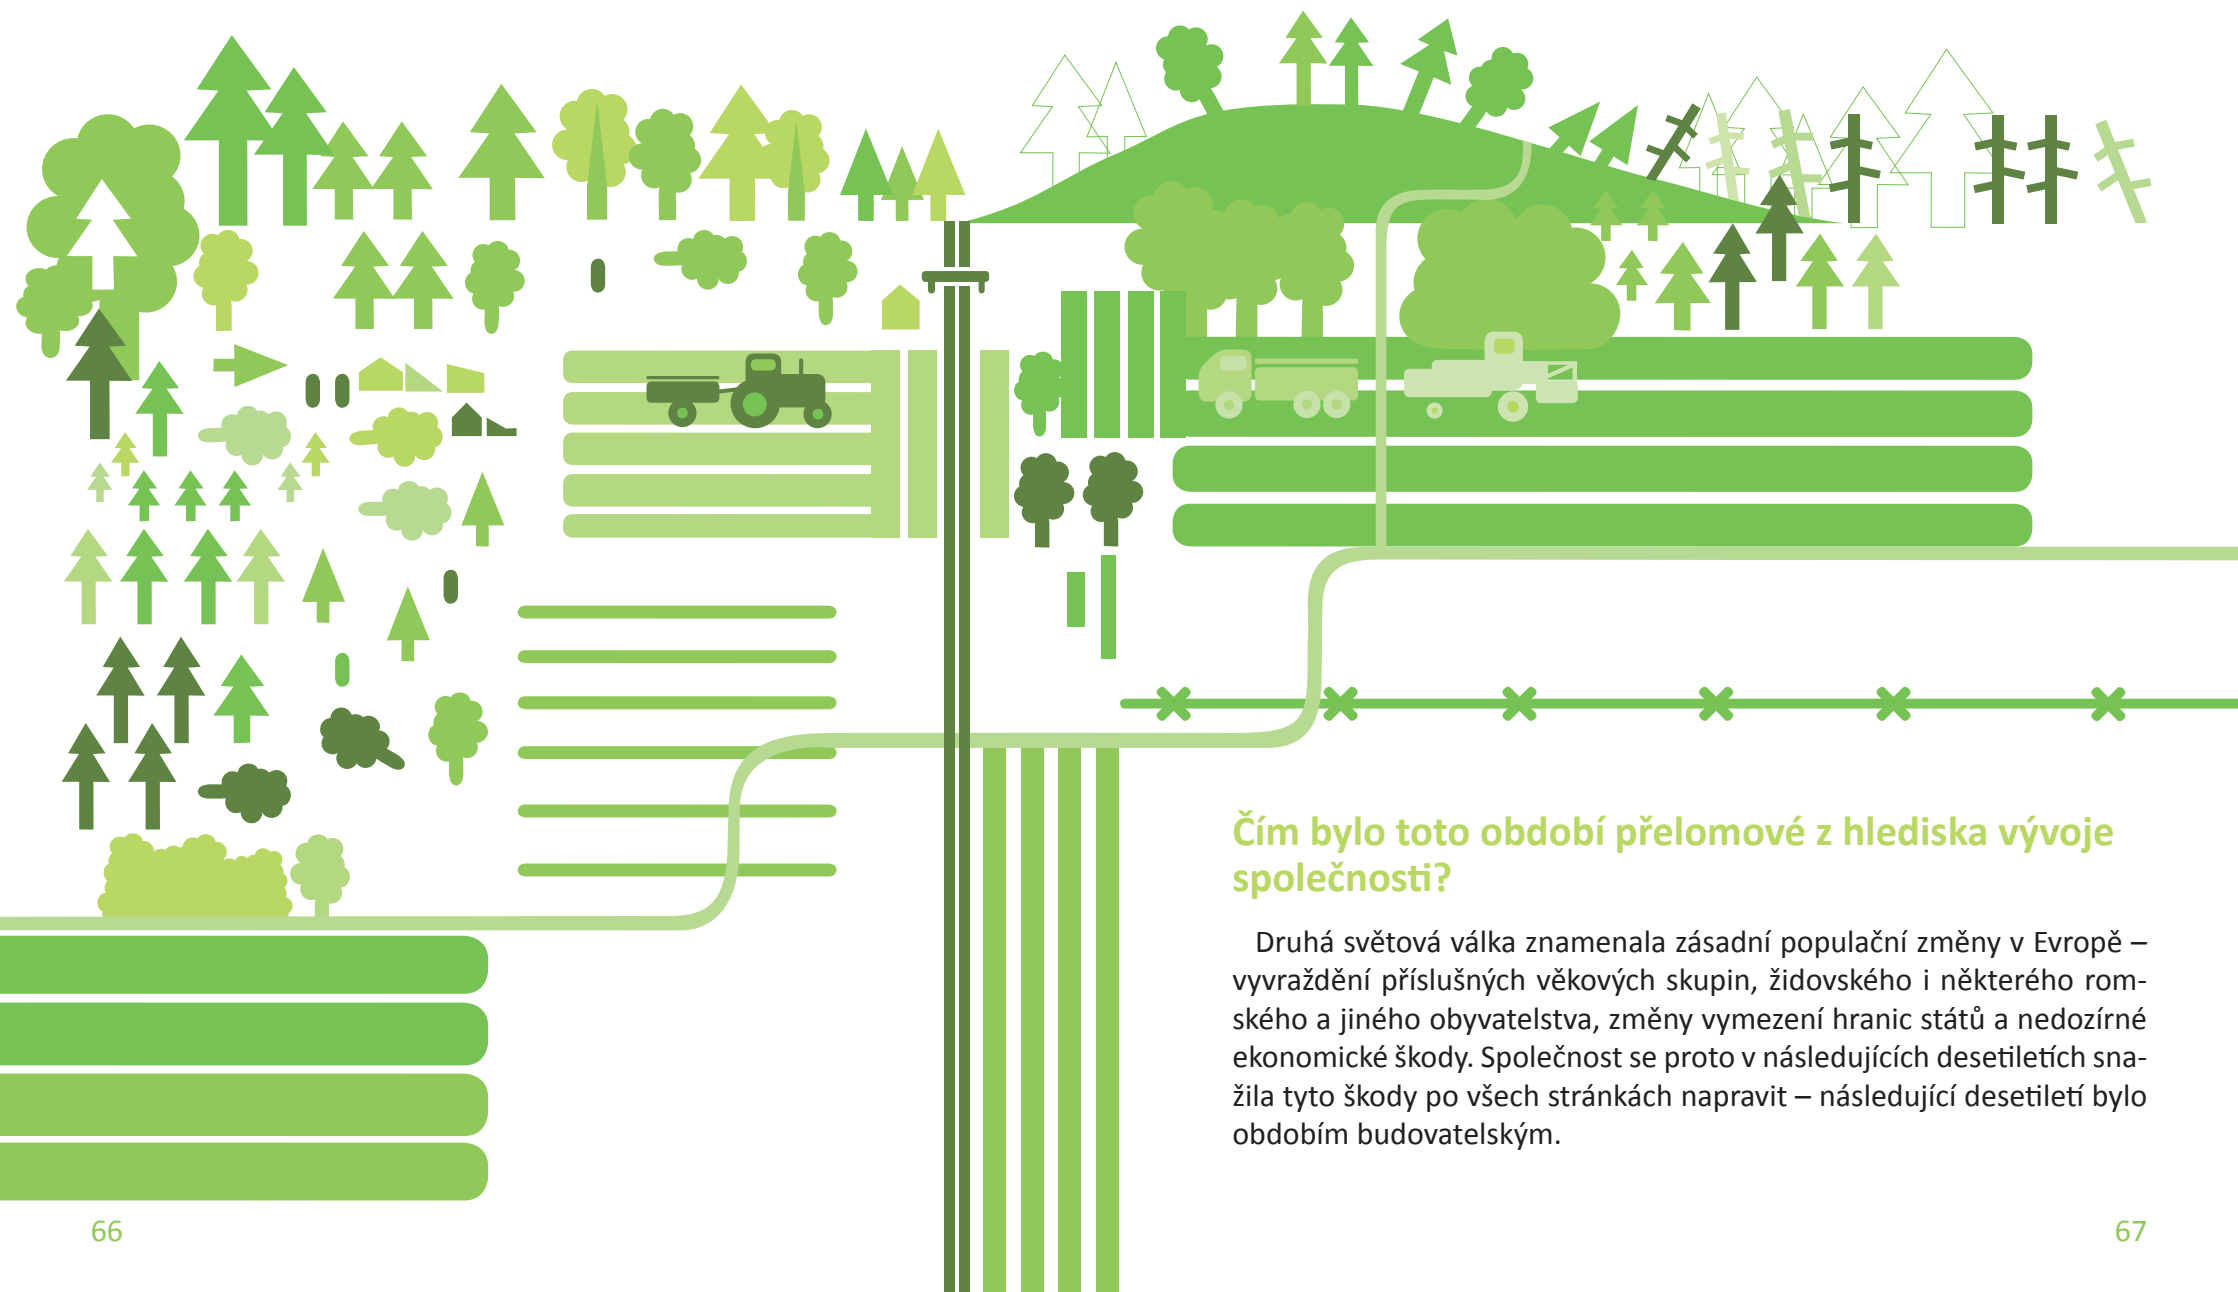 Čím bylo toto období přelomové z hlediska vývoje
společnosti?
Druhá světová válka znamenala zásadní populační změny v Evropě –
vyvraždění příslušných věkových skupin, židovského i některého rom-
ského a jiného obyvatelstva, změny vymezení hranic států a nedozírné
ekonomické škody. Společnost se proto v následujících desetiletích sna-
žila tyto škody po všech stránkách napravit – následující desetiletí bylo
obdobím budovatelským.
66
67